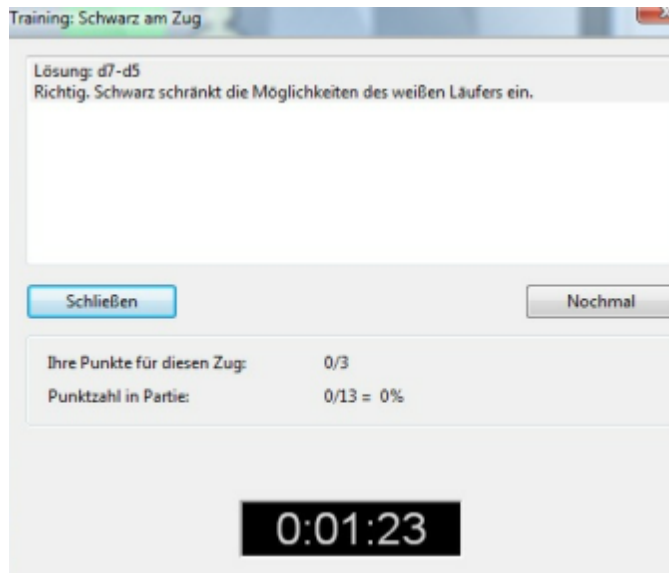 Training: Schwarz am Zug
Lösung: d7-d5
Richtig. Schwarz schränkt die Möglichkeiten des weißen Läufers ein.
Schließen
Nochmal
Ihre Punkte für diesen Zug: 0/3
Punktzahl in Partie: 0/13 = 0%
0:01:23